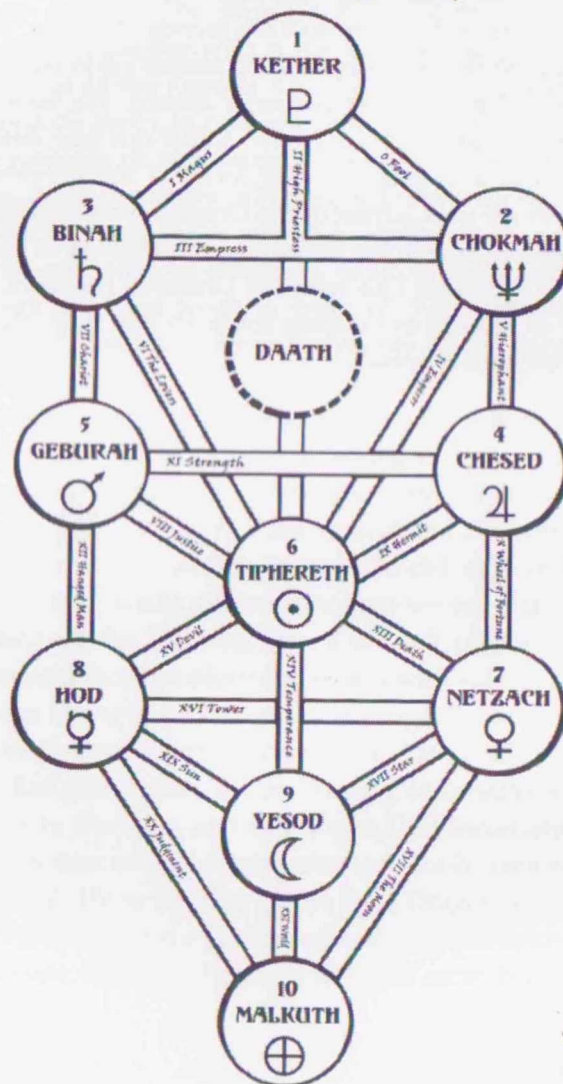 1
KETHER
I Magus
II High Priestess
0 Fool
3
BINAH
2
CHOKMAH
III Empress
DAATH
VII Chariot
VI The Lovers
IV Emperor
V Hierophant
5
GEBURAH
4
CHESED
XI Strength
VIII Justice
IX Hermit
6
TIPHERETH
XII Hanged Man
X Wheel of Fortune
XV Devil
XIII Death
8
HOD
7
NETZACH
XVI Tower
XIV Temperance
XIX Sun
XVII Star
9
YESOD
XX Judgment
XVIII The Moon
XXI World
10
MALKUTH